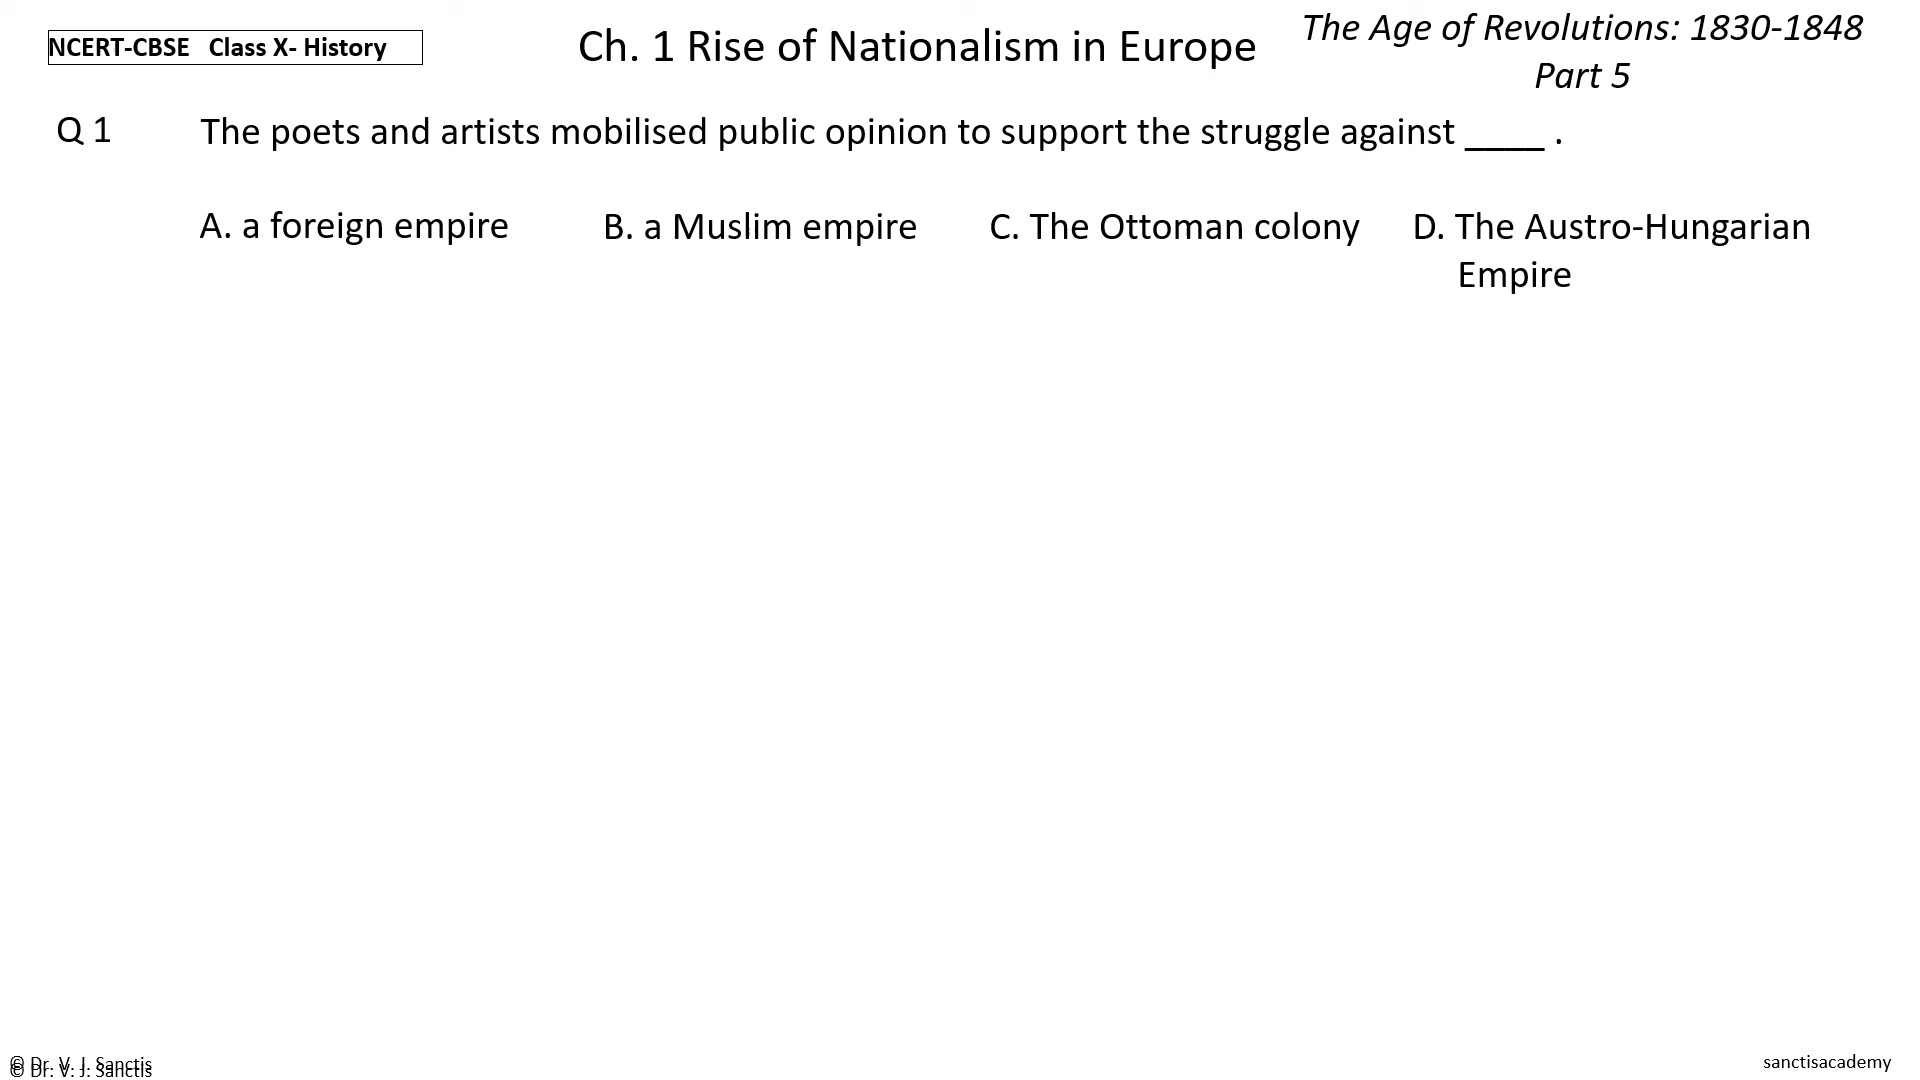 NCERT-CBSE Class X- History
Ch. 1 Rise of Nationalism in Europe
The Age of Revolutions: 1830-1848
Part 5
Q 1 The poets and artists mobilised public opinion to support the struggle against ____ .
A. a foreign empire B. a Muslim empire C. The Ottoman colony D. The Austro-Hungarian
Empire
© Dr. V. J. Sanctis
© Dr. V. J. Sanctis
sanctisacademy